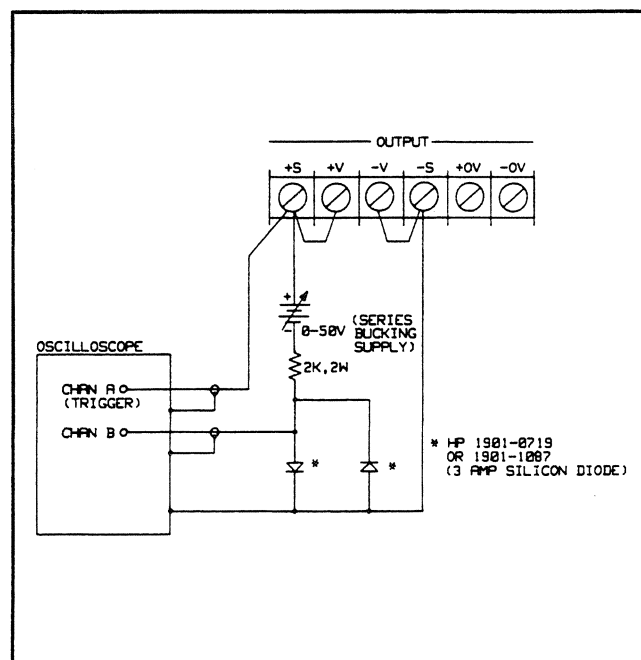 OUTPUT
+S +V -V -S +OV -OV
+
- 0-50V (SERIES
BUCKING
SUPPLY)
OSCILLOSCOPE
2K,2W
CHAN A
(TRIGGER)
CHAN B
* *
* HP 1901-0719
OR 1901-1087
(3 AMP SILICON DIODE)